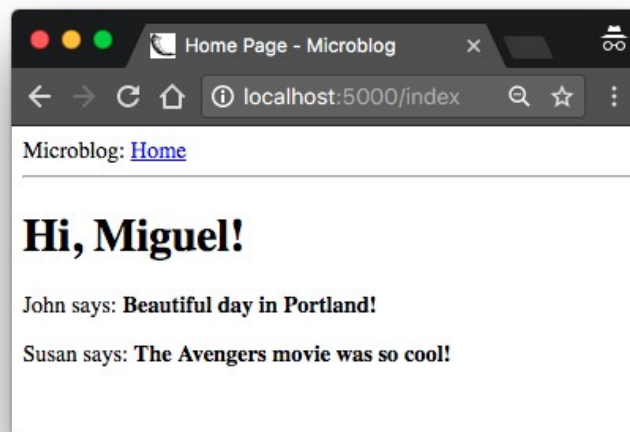 Home Page - Microblog
localhost:5000/index
Microblog: Home
Hi, Miguel!
John says: Beautiful day in Portland!
Susan says: The Avengers movie was so cool!